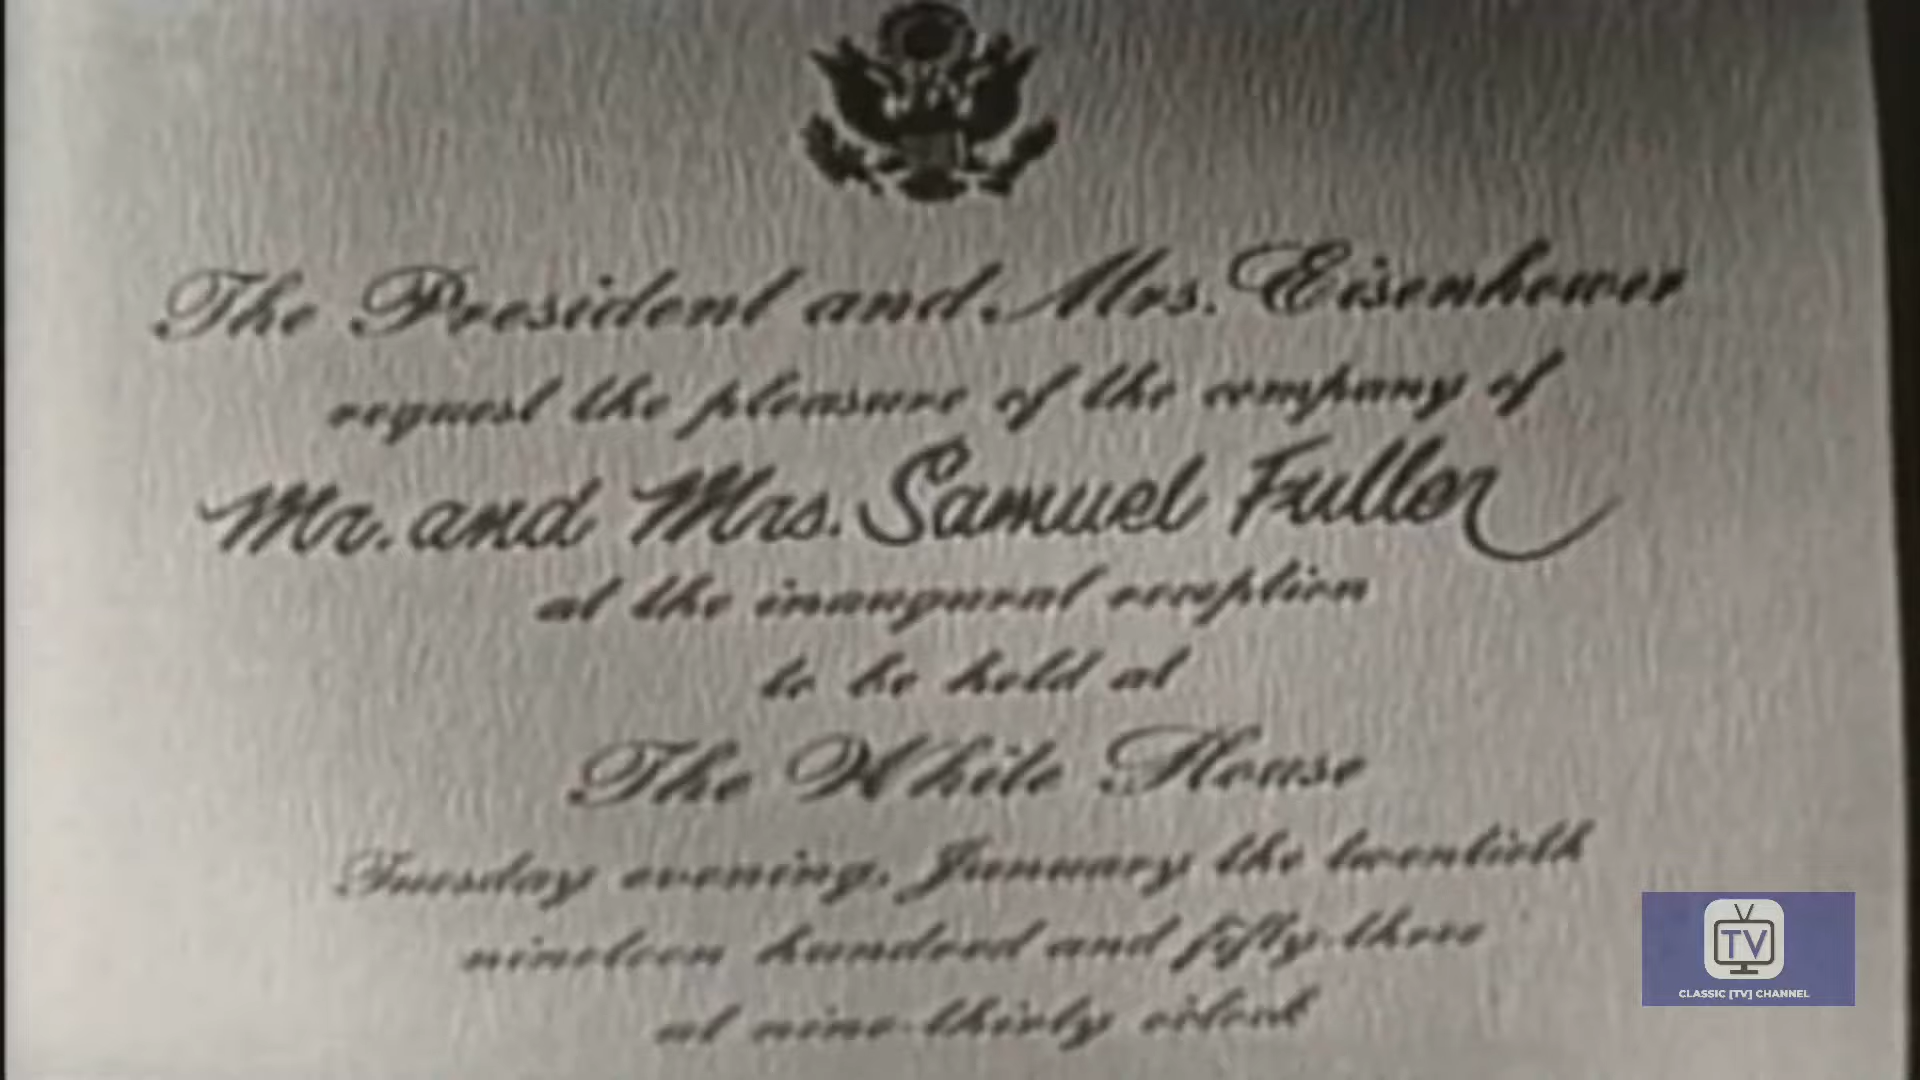 The President and Mrs. Eisenhower
request the pleasure of the company of
Mr. and Mrs. Samuel Fuller
at the inaugural reception
to be held at
The White House
Tuesday evening, January the twentieth
nineteen hundred and fifty-three
at nine-thirty o'clock
TV
CLASSIC [TV] CHANNEL